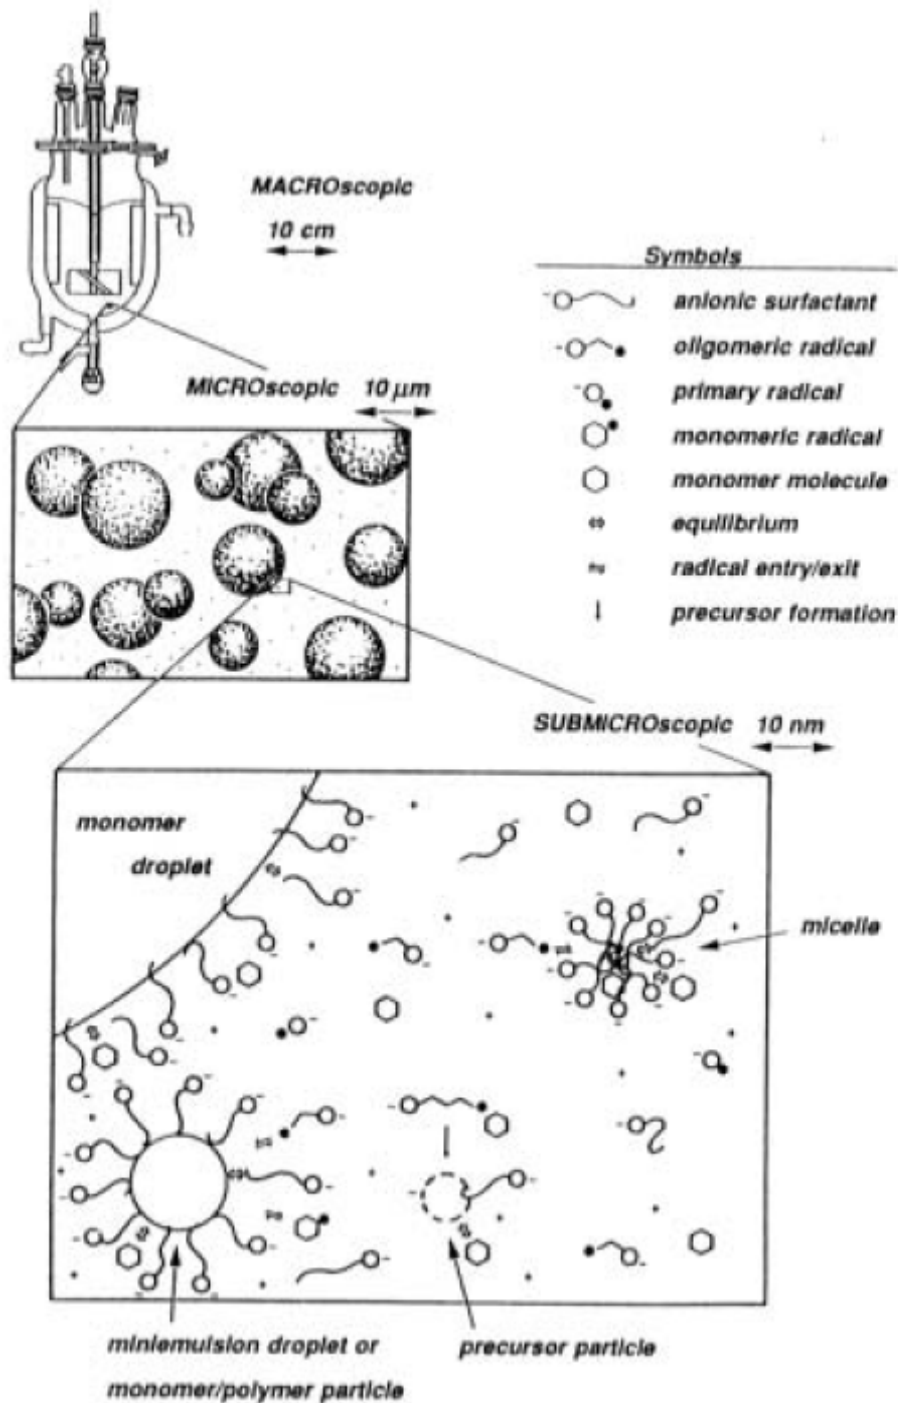 MACROscopic
10 cm
Symbols
anionic surfactant
oligomeric radical
primary radical
monomeric radical
monomer molecule
equilibrium
radical entry/exit
precursor formation
MICROscopic 10 μm
SUBMICROscopic 10 nm
monomer
droplet
micelle
miniemulsion droplet or
monomer/polymer particle
precursor particle